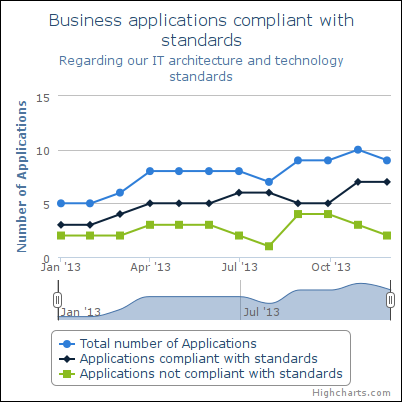 Business applications compliant with
standards
Regarding our IT architecture and technology
standards
Number of Applications
15
10
5
0
Jan '13
Apr '13
Jul '13
Oct '13
Jan '13
Jul '13
Total number of Applications
Applications compliant with standards
Applications not compliant with standards
Highcharts.com